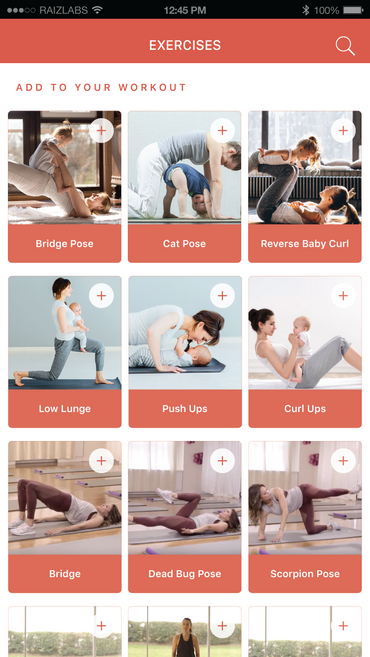 RAIZLABS 12:45 PM 100%
EXERCISES
ADD TO YOUR WORKOUT
Bridge Pose Cat Pose Reverse Baby Curl
Low Lunge Push Ups Curl Ups
Bridge Dead Bug Pose Scorpion Pose